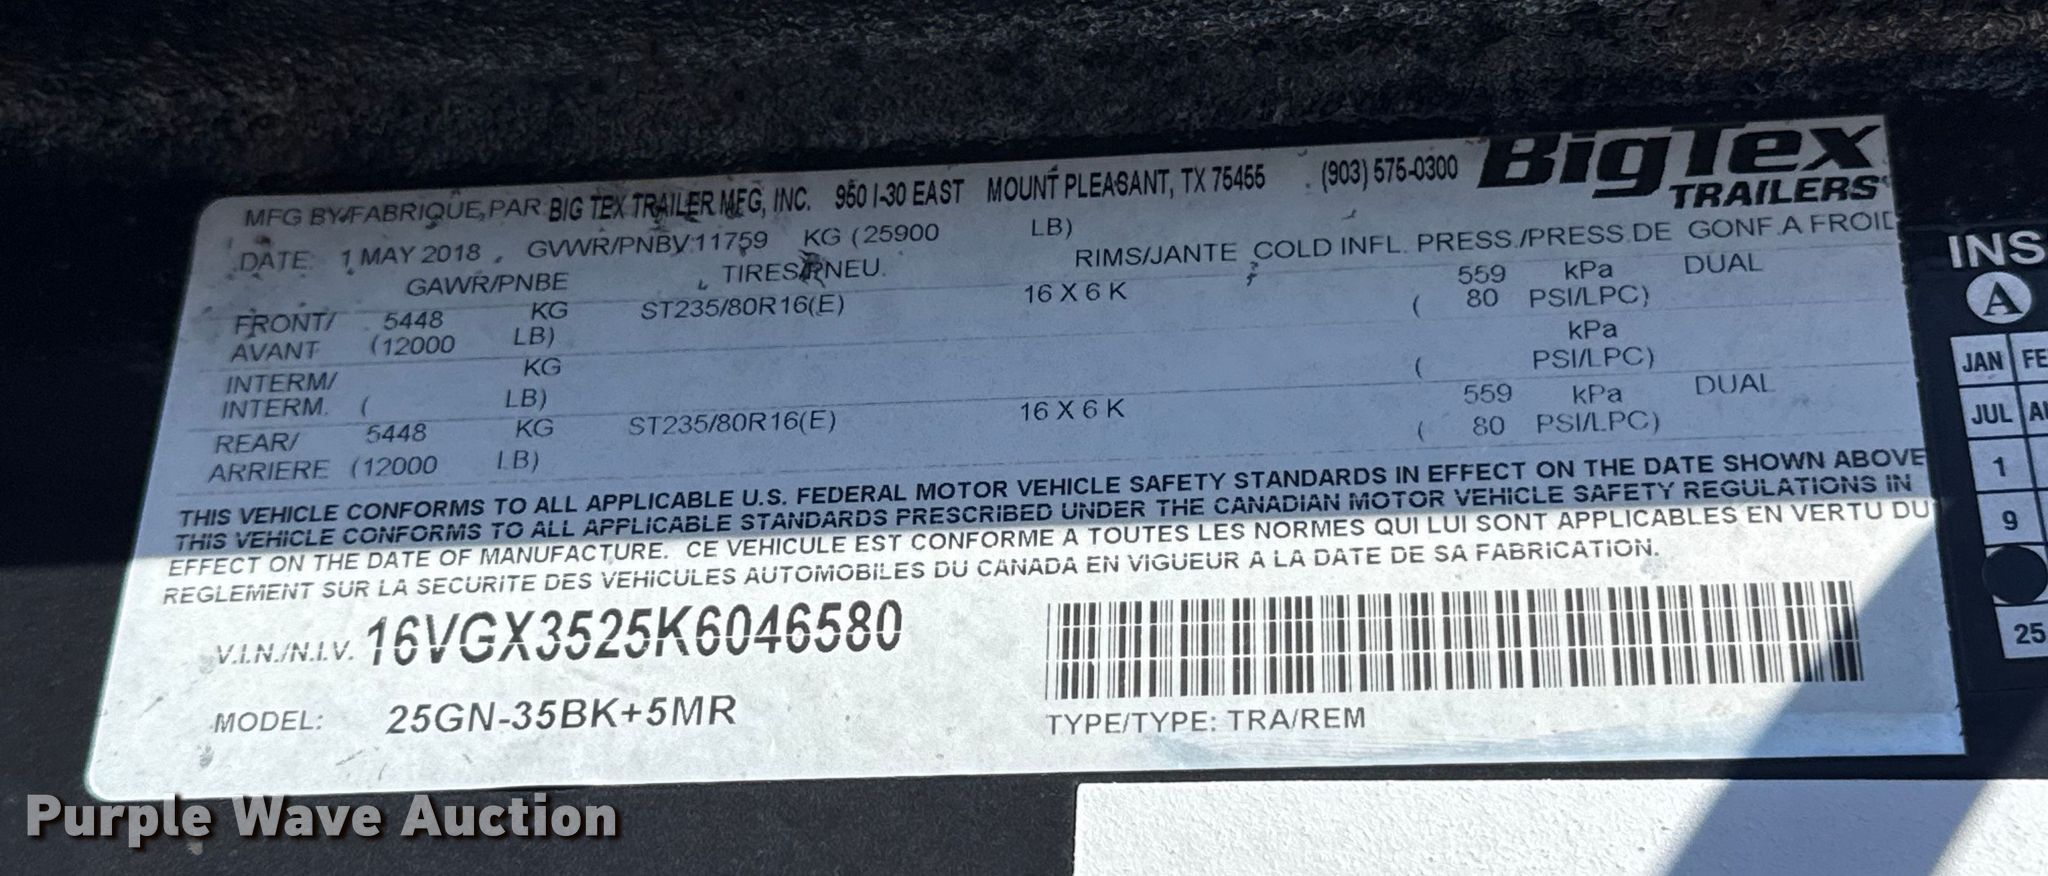 MFG BY/FABRIQUE PAR BIG TEX TRAILER MFG, INC. 950 I-30 EAST MOUNT PLEASANT, TX 75455 (903) 575-0300 BigTex TRAILERS
DATE: 1 MAY 2018 GVWR/PNBV 11759 KG (25900 LB)
GAWR/PNBE TIRES/PNEU. RIMS/JANTE COLD INFL. PRESS./PRESS.DE GONF.A FROID
FRONT/ 5448 KG ST235/80R16(E) 16 X 6 K 559 kPa DUAL
AVANT (12000 LB) ( 80 PSI/LPC)
INTERM/ KG kPa
INTERM. ( LB) ( PSI/LPC)
REAR/ 5448 KG ST235/80R16(E) 16 X 6 K 559 kPa DUAL
ARRIERE (12000 LB) ( 80 PSI/LPC)
THIS VEHICLE CONFORMS TO ALL APPLICABLE U.S. FEDERAL MOTOR VEHICLE SAFETY STANDARDS IN EFFECT ON THE DATE SHOWN ABOVE
THIS VEHICLE CONFORMS TO ALL APPLICABLE STANDARDS PRESCRIBED UNDER THE CANADIAN MOTOR VEHICLE SAFETY REGULATIONS IN
EFFECT ON THE DATE OF MANUFACTURE. CE VEHICULE EST CONFORME A TOUTES LES NORMES QUI LUI SONT APPLICABLES EN VERTU DU
REGLEMENT SUR LA SECURITE DES VEHICULES AUTOMOBILES DU CANADA EN VIGUEUR A LA DATE DE SA FABRICATION.
V.I.N./N.I.V. 16VGX3525K6046580
MODEL: 25GN-35BK+5MR
TYPE/TYPE: TRA/REM
INS
A
JAN FE
JUL A
1
9
25
Purple Wave Auction